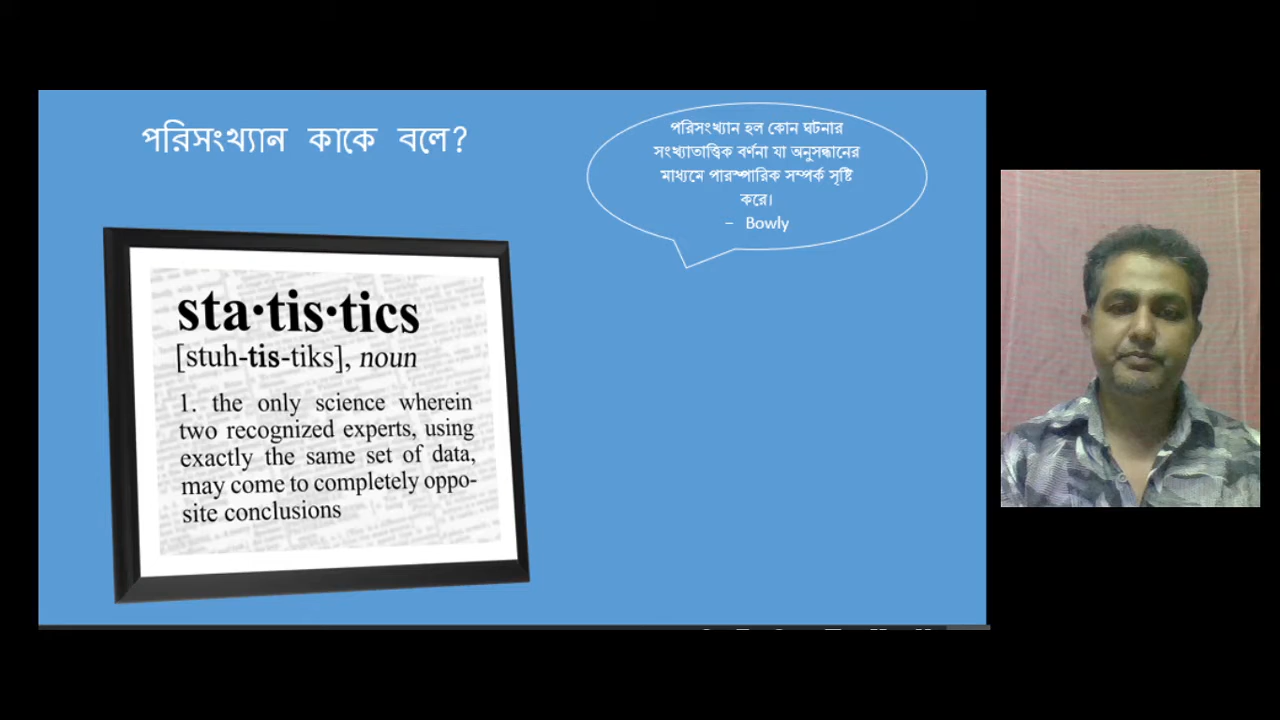 পরিসংখ্যান কাকে বলে?
পরিসংখ্যান হল কোন ঘটনার
সংখ্যাতাত্ত্বিক বর্ণনা যা অনুসন্ধানের
মাধ্যমে পারস্পারিক সম্পর্ক সৃষ্টি
করে।
– Bowly
sta•tis•tics
[stuh-tis-tiks], noun
1. the only science wherein
two recognized experts, using
exactly the same set of data,
may come to completely oppo-
site conclusions